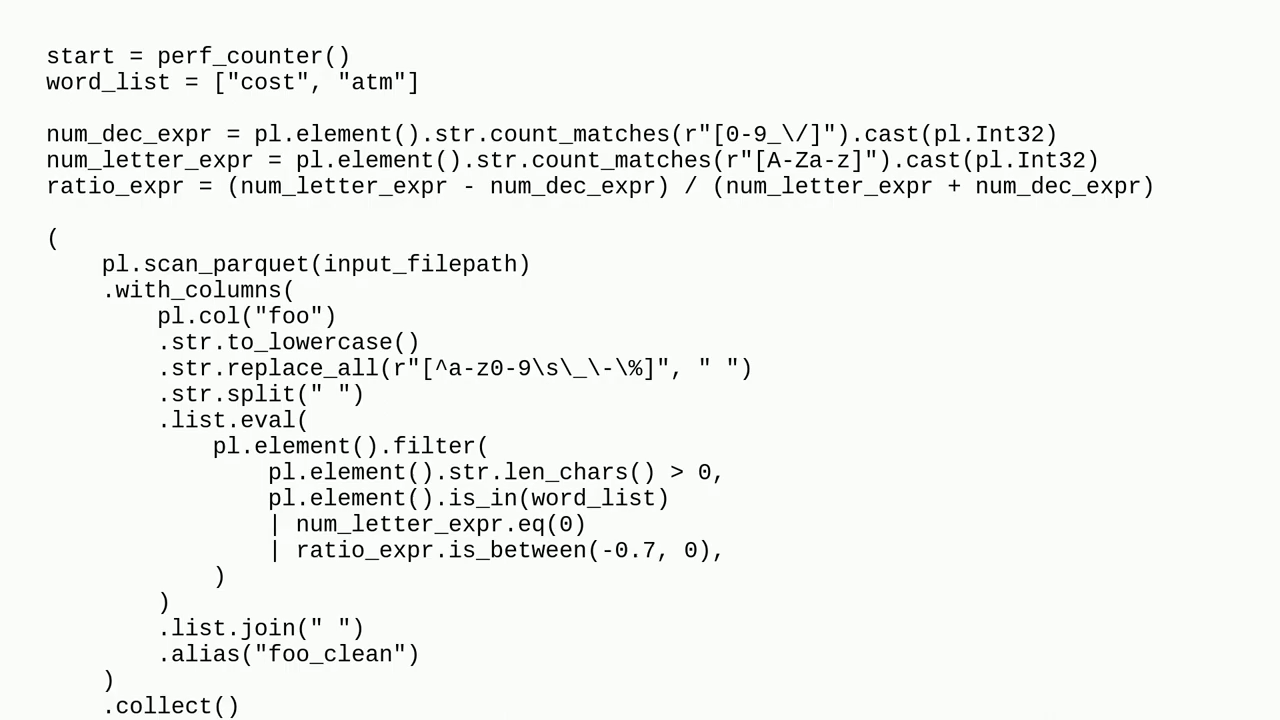 start = perf_counter()
word_list = ["cost", "atm"]

num_dec_expr = pl.element().str.count_matches(r"[0-9_\/]").cast(pl.Int32)
num_letter_expr = pl.element().str.count_matches(r"[A-Za-z]").cast(pl.Int32)
ratio_expr = (num_letter_expr - num_dec_expr) / (num_letter_expr + num_dec_expr)

(
    pl.scan_parquet(input_filepath)
    .with_columns(
        pl.col("foo")
        .str.to_lowercase()
        .str.replace_all(r"[^a-z0-9\s\_\-\%]", " ")
        .str.split(" ")
        .list.eval(
            pl.element().filter(
                pl.element().str.len_chars() > 0,
                pl.element().is_in(word_list)
                | num_letter_expr.eq(0)
                | ratio_expr.is_between(-0.7, 0),
            )
        )
        .list.join(" ")
        .alias("foo_clean")
    )
    .collect()